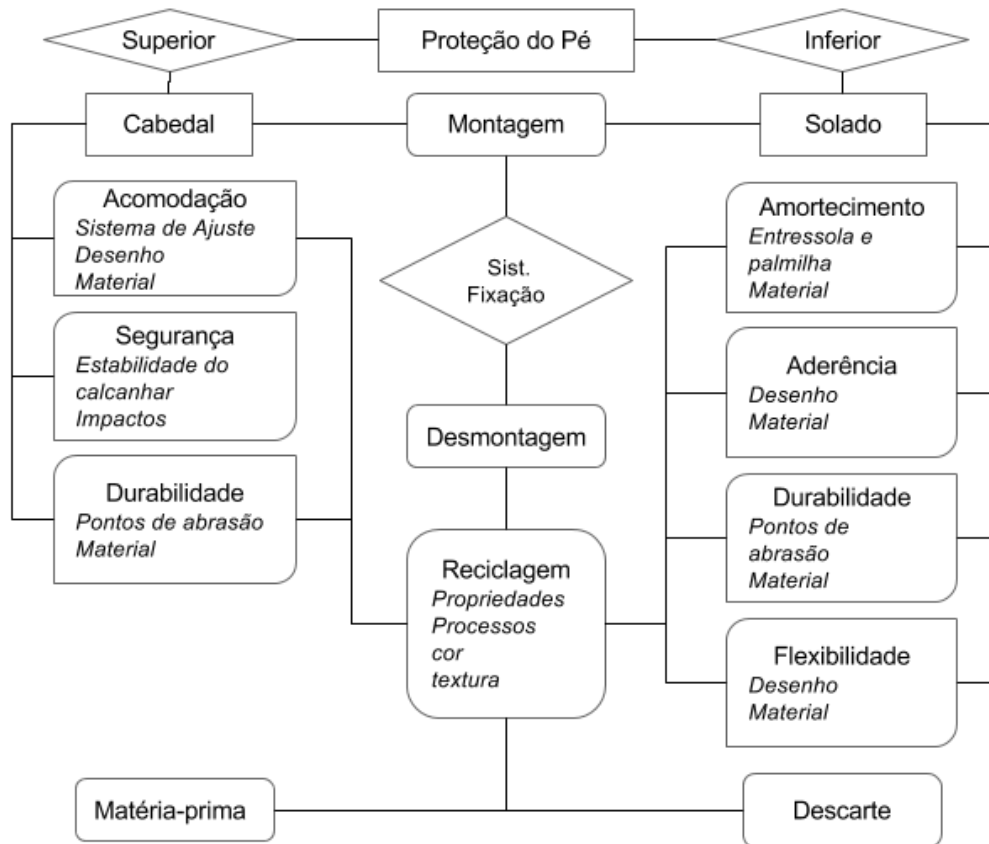 Superior
Proteção do Pé
Inferior
Cabedal
Montagem
Solado
Acomodação
Sistema de Ajuste
Desenho
Material
Segurança
Estabilidade do
calcanhar
Impactos
Durabilidade
Pontos de abrasão
Material
Sist.
Fixação
Desmontagem
Reciclagem
Propriedades
Processos
cor
textura
Amortecimento
Entressola e
palmilha
Material
Aderência
Desenho
Material
Durabilidade
Pontos de
abrasão
Material
Flexibilidade
Desenho
Material
Matéria-prima
Descarte